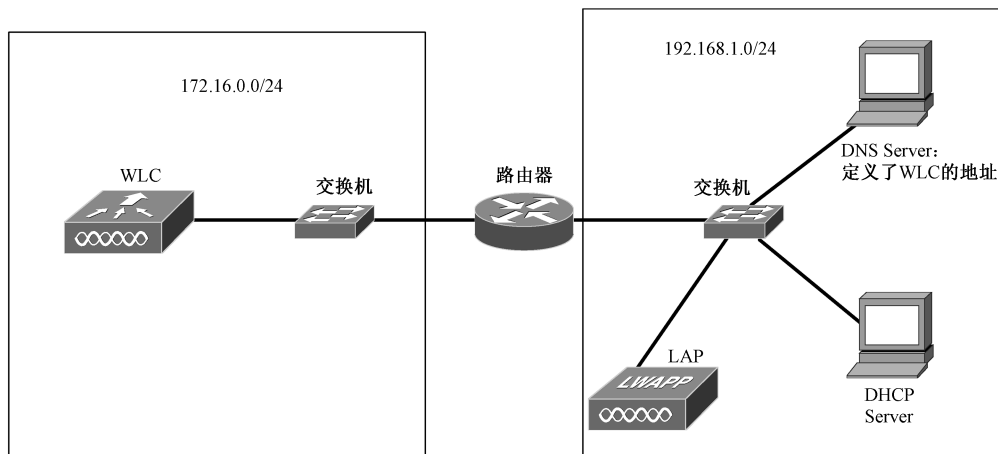 172.16.0.0/24
WLC
交换机
路由器
192.168.1.0/24
交换机
DNS Server：
定义了WLC的地址
LAP
LWAPP
DHCP
Server